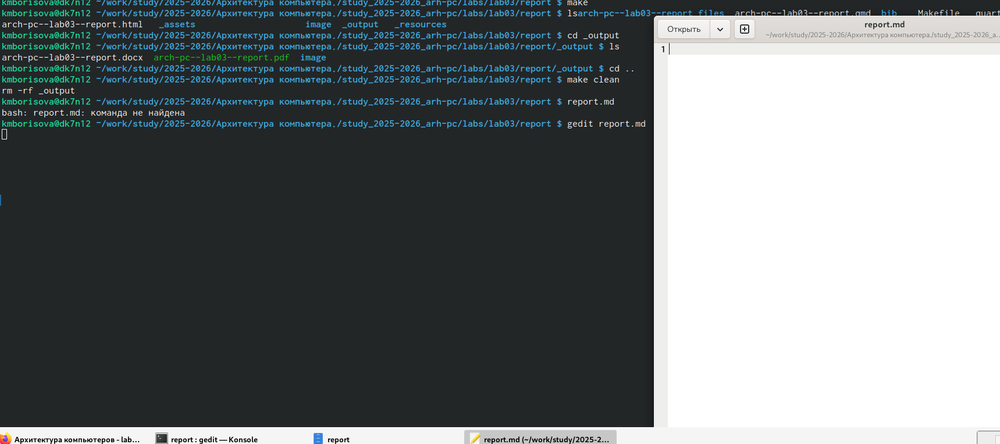 kmborisova@dk7n12 ~/work/study/2025-2026/Архитектура компьютера./study_2025-2026_arh-pc/labs/lab03/report $ make
kmborisova@dk7n12 ~/work/study/2025-2026/Архитектура компьютера./study_2025-2026_arh-pc/labs/lab03/report $ lsarch-pc--lab03--report_files  arch-pc--lab03--report.qmd  bib    Makefile
arch-pc--lab03--report.html   _assets                     image  _output   _resources
kmborisova@dk7n12 ~/work/study/2025-2026/Архитектура компьютера./study_2025-2026_arh-pc/labs/lab03/report $ cd _output
kmborisova@dk7n12 ~/work/study/2025-2026/Архитектура компьютера./study_2025-2026_arh-pc/labs/lab03/report/_output $ ls
arch-pc--lab03--report.docx  arch-pc--lab03--report.pdf  image
kmborisova@dk7n12 ~/work/study/2025-2026/Архитектура компьютера./study_2025-2026_arh-pc/labs/lab03/report/_output $ cd ..
kmborisova@dk7n12 ~/work/study/2025-2026/Архитектура компьютера./study_2025-2026_arh-pc/labs/lab03/report $ make clean
rm -rf _output
kmborisova@dk7n12 ~/work/study/2025-2026/Архитектура компьютера./study_2025-2026_arh-pc/labs/lab03/report $ report.md
bash: report.md: команда не найдена
kmborisova@dk7n12 ~/work/study/2025-2026/Архитектура компьютера./study_2025-2026_arh-pc/labs/lab03/report $ gedit report.md
Открыть
report.md
~/work/study/2025-2026/Архитектура компьютера./study_2025-2026_a...
1
Архитектура компьютеров - lab...
report : gedit — Konsole
report
report.md (~/work/study/2025-2...